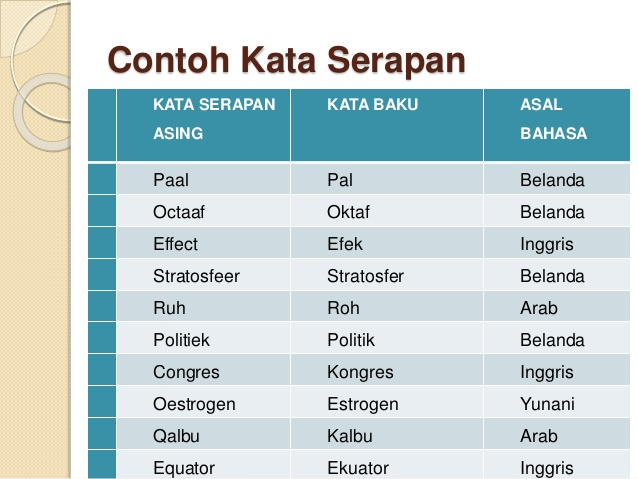 Contoh Kata Serapan
KATA SERAPAN ASING KATA BAKU ASAL BAHASA
Paal Pal Belanda
Octaaf Oktaf Belanda
Effect Efek Inggris
Stratosfeer Stratosfer Belanda
Ruh Roh Arab
Politiek Politik Belanda
Congres Kongres Inggris
Oestrogen Estrogen Yunani
Qalbu Kalbu Arab
Equator Ekuator Inggris